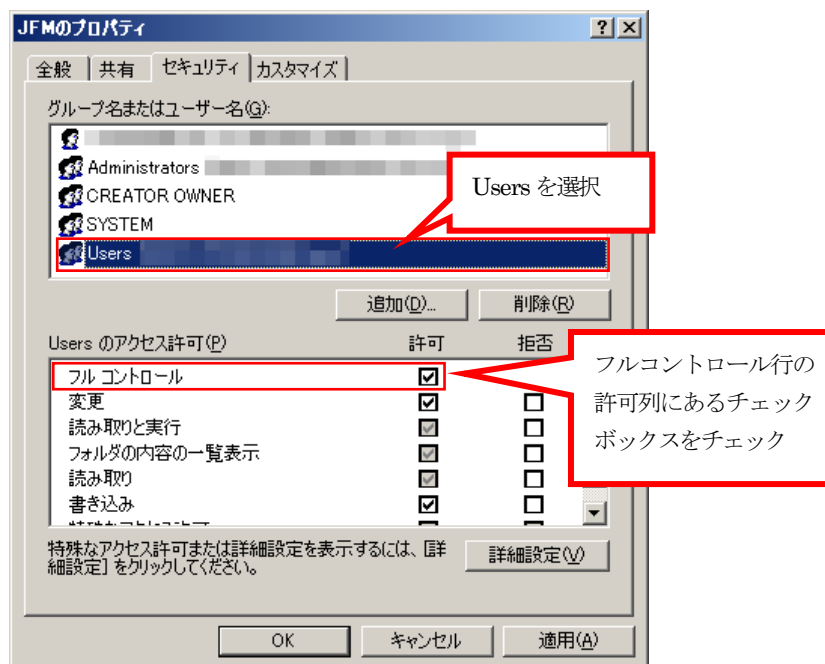 JFMのプロパティ
? ×
全般 共有 セキュリティ カスタマイズ
グループ名またはユーザー名(G):
Administrators
CREATOR OWNER
SYSTEM
Users
Users を選択
追加(D)... 削除(R)
Users のアクセス許可(P) 許可 拒否
フル コントロール
変更
読み取りと実行
フォルダの内容の一覧表示
読み取り
書き込み
フルコントロール行の
許可列にあるチェック
ボックスをチェック
特殊なアクセス許可または詳細設定を表示するには、[詳
細設定] をクリックしてください。
詳細設定(V)
OK キャンセル 適用(A)